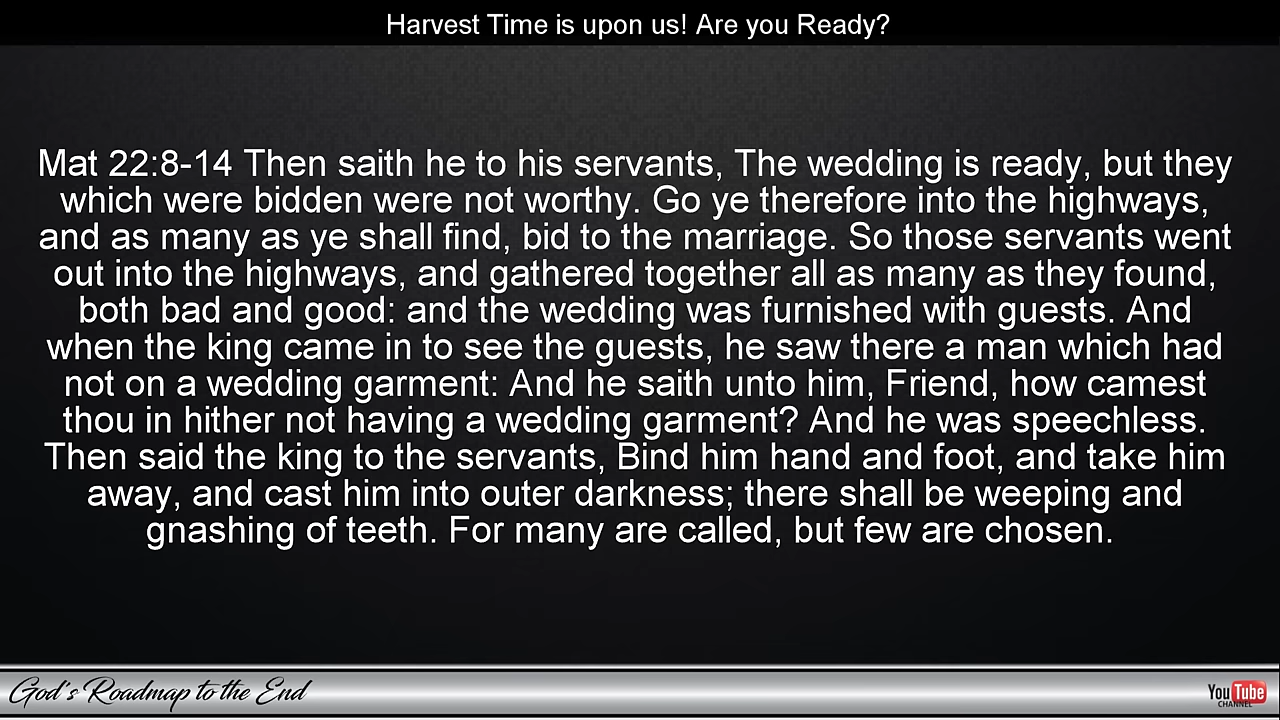 Harvest Time is upon us! Are you Ready?
Mat 22:8-14 Then saith he to his servants, The wedding is ready, but they
which were bidden were not worthy. Go ye therefore into the highways,
and as many as ye shall find, bid to the marriage. So those servants went
out into the highways, and gathered together all as many as they found,
both bad and good: and the wedding was furnished with guests. And
when the king came in to see the guests, he saw there a man which had
not on a wedding garment: And he saith unto him, Friend, how camest
thou in hither not having a wedding garment? And he was speechless.
Then said the king to the servants, Bind him hand and foot, and take him
away, and cast him into outer darkness; there shall be weeping and
gnashing of teeth. For many are called, but few are chosen.
God's Roadmap to the End
YouTube
CHANNEL